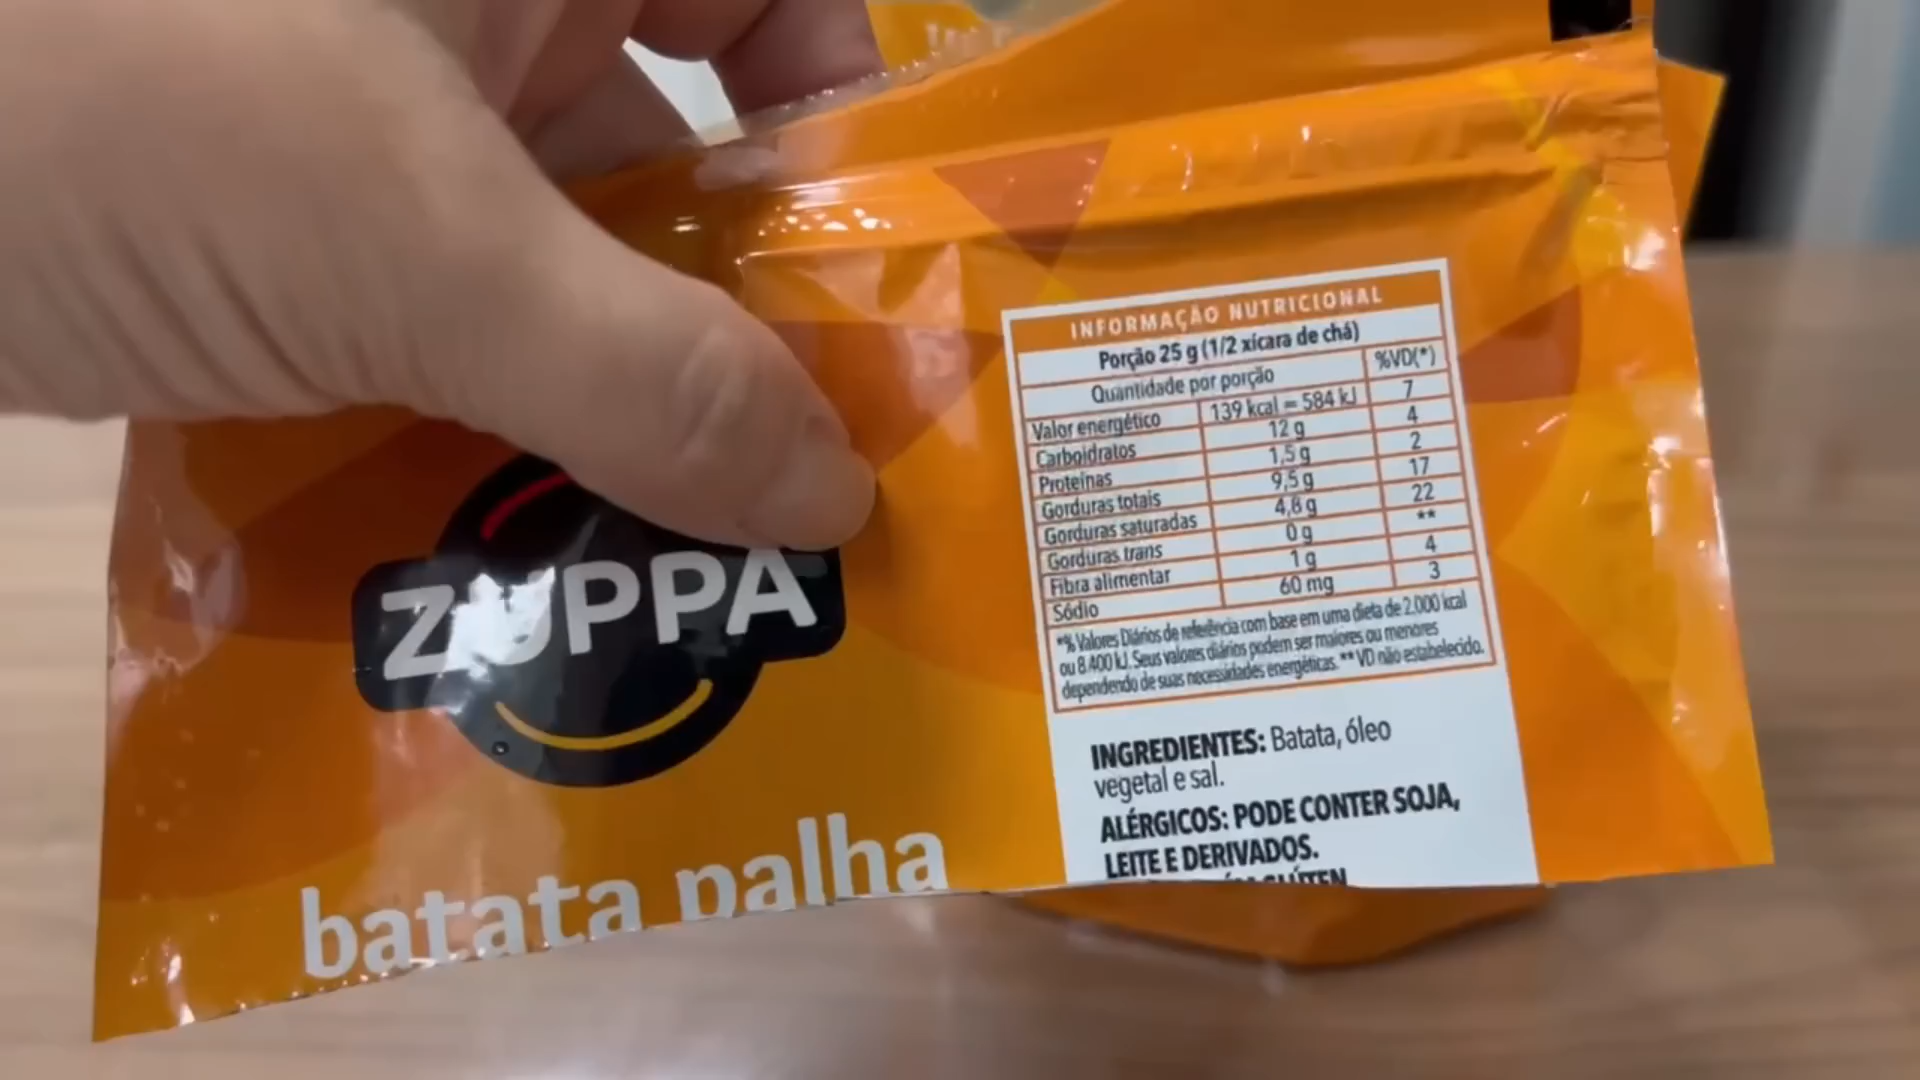 ZUPPA
batata palha
INFORMAÇÃO NUTRICIONAL
Porção 25 g (1/2 xícara de chá)
Quantidade por porção %VD(*)
Valor energético 139 kcal = 584 kJ 7
Carboidratos 12 g 4
Proteínas 1,5 g 2
Gorduras totais 9,5 g 17
Gorduras saturadas 4,8 g 22
Gorduras trans 0 g **
Fibra alimentar 1 g 4
Sódio 60 mg 3
*% Valores Diários de referência com base em uma dieta de 2.000 kcal
ou 8.400 kJ. Seus valores diários podem ser maiores ou menores
dependendo de suas necessidades energéticas. ** VD não estabelecido.
INGREDIENTES: Batata, óleo
vegetal e sal.
ALÉRGICOS: PODE CONTER SOJA,
LEITE E DERIVADOS.
GLÚTEN